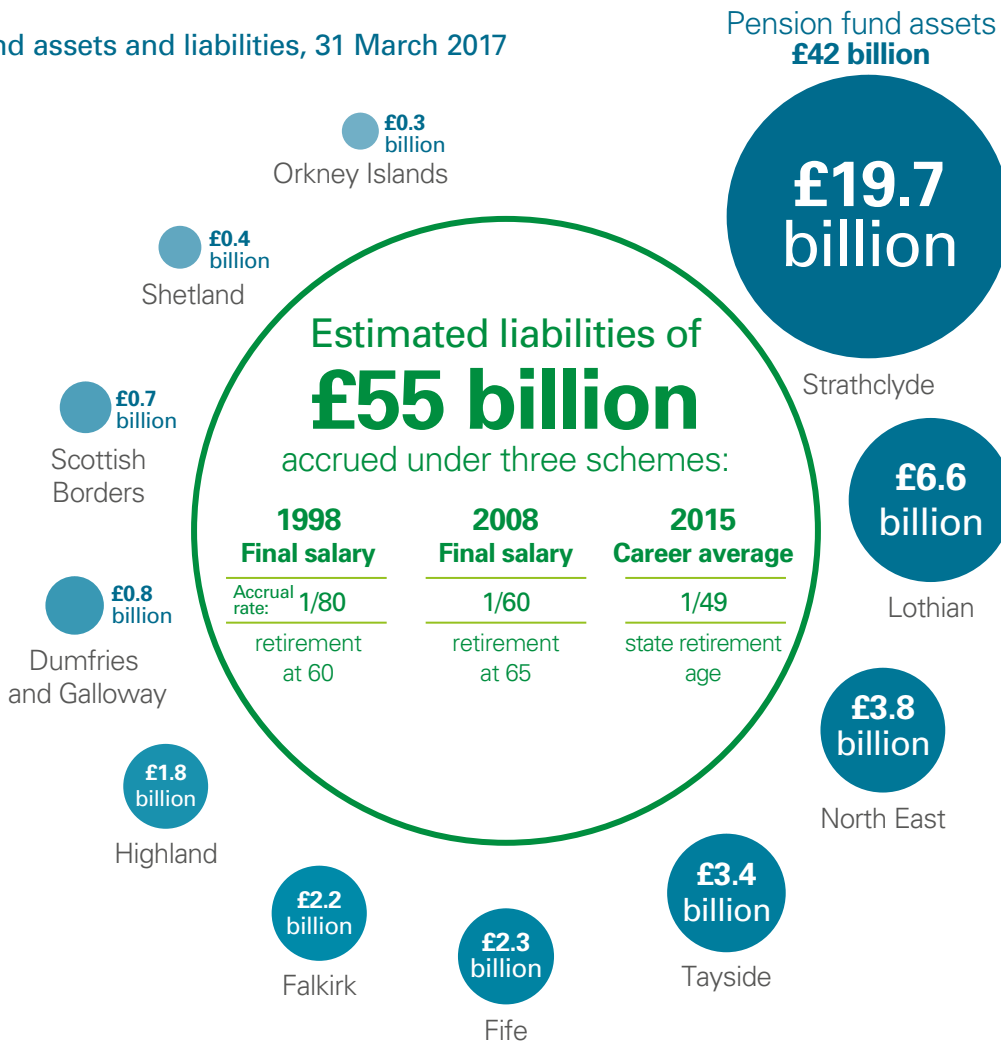 nd assets and liabilities, 31 March 2017
Pension fund assets
£42 billion
£19.7
billion
Strathclyde
£6.6
billion
Lothian
£3.8
billion
North East
£3.4
billion
Tayside
£2.3
billion
Fife
£2.2
billion
Falkirk
£1.8
billion
Highland
£0.8
billion
Dumfries
and Galloway
£0.7
billion
Scottish
Borders
£0.4
billion
Shetland
£0.3
billion
Orkney Islands
Estimated liabilities of
£55 billion
accrued under three schemes:
1998 2008 2015
Final salary Final salary Career average
Accrual
rate: 1/80 1/60 1/49
retirement retirement state retirement
at 60 at 65 age